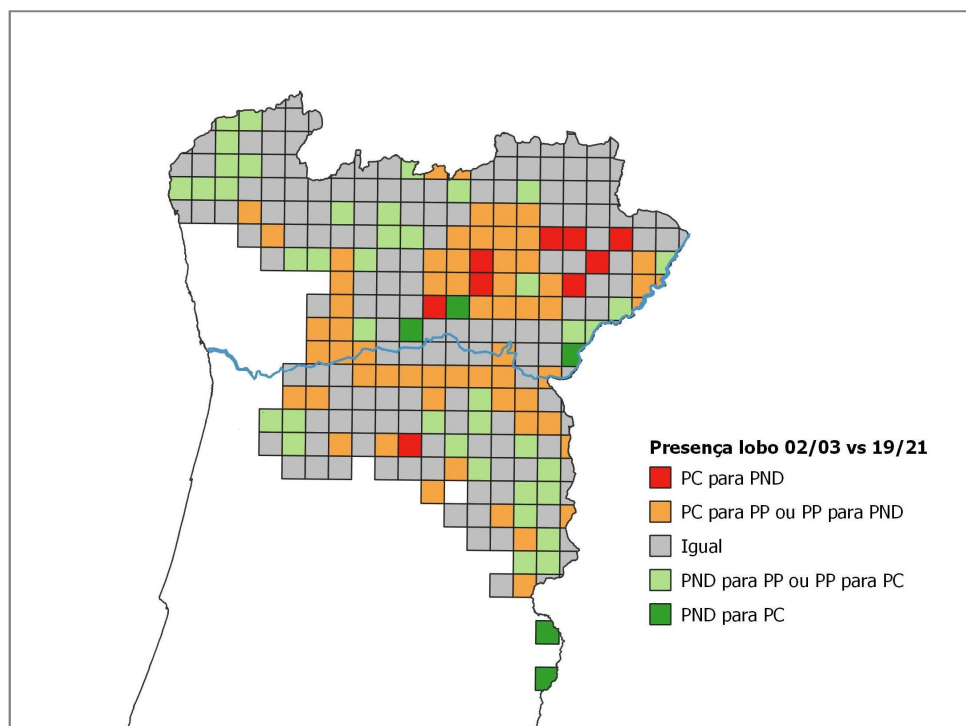 Presença lobo 02/03 vs 19/21
PC para PND
PC para PP ou PP para PND
Igual
PND para PP ou PP para PC
PND para PC